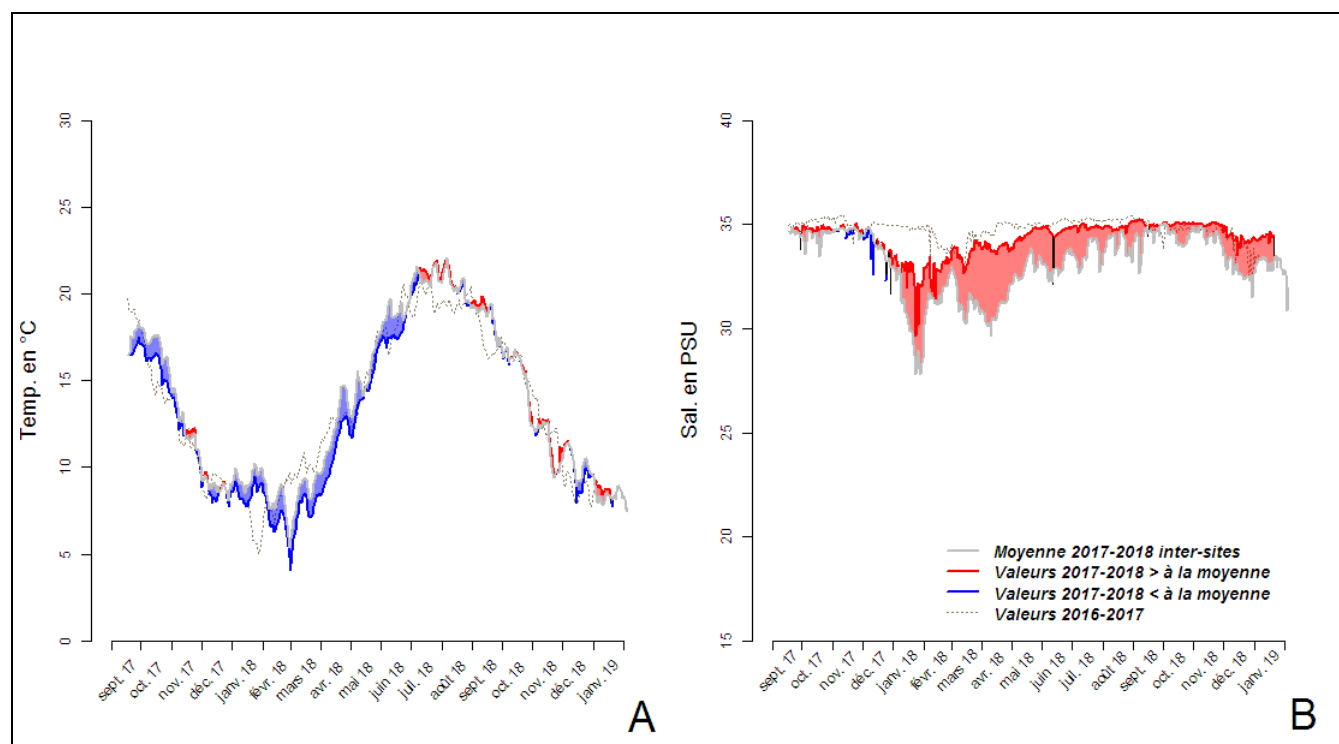 Temp. en °C
30
25
20
15
10
5
0
sept. 17
oct. 17
nov. 17
déc. 17
janv. 18
févr. 18
mars 18
avr. 18
mai 18
juin 18
juil. 18
août 18
sept. 18
oct. 18
nov. 18
déc. 18
janv. 19
A
Sal. en PSU
40
35
30
25
20
15
Moyenne 2017-2018 inter-sites
Valeurs 2017-2018 > à la moyenne
Valeurs 2017-2018 < à la moyenne
Valeurs 2016-2017
sept. 17
oct. 17
nov. 17
déc. 17
janv. 18
févr. 18
mars 18
avr. 18
mai 18
juin 18
juil. 18
août 18
sept. 18
oct. 18
nov. 18
déc. 18
janv. 19
B